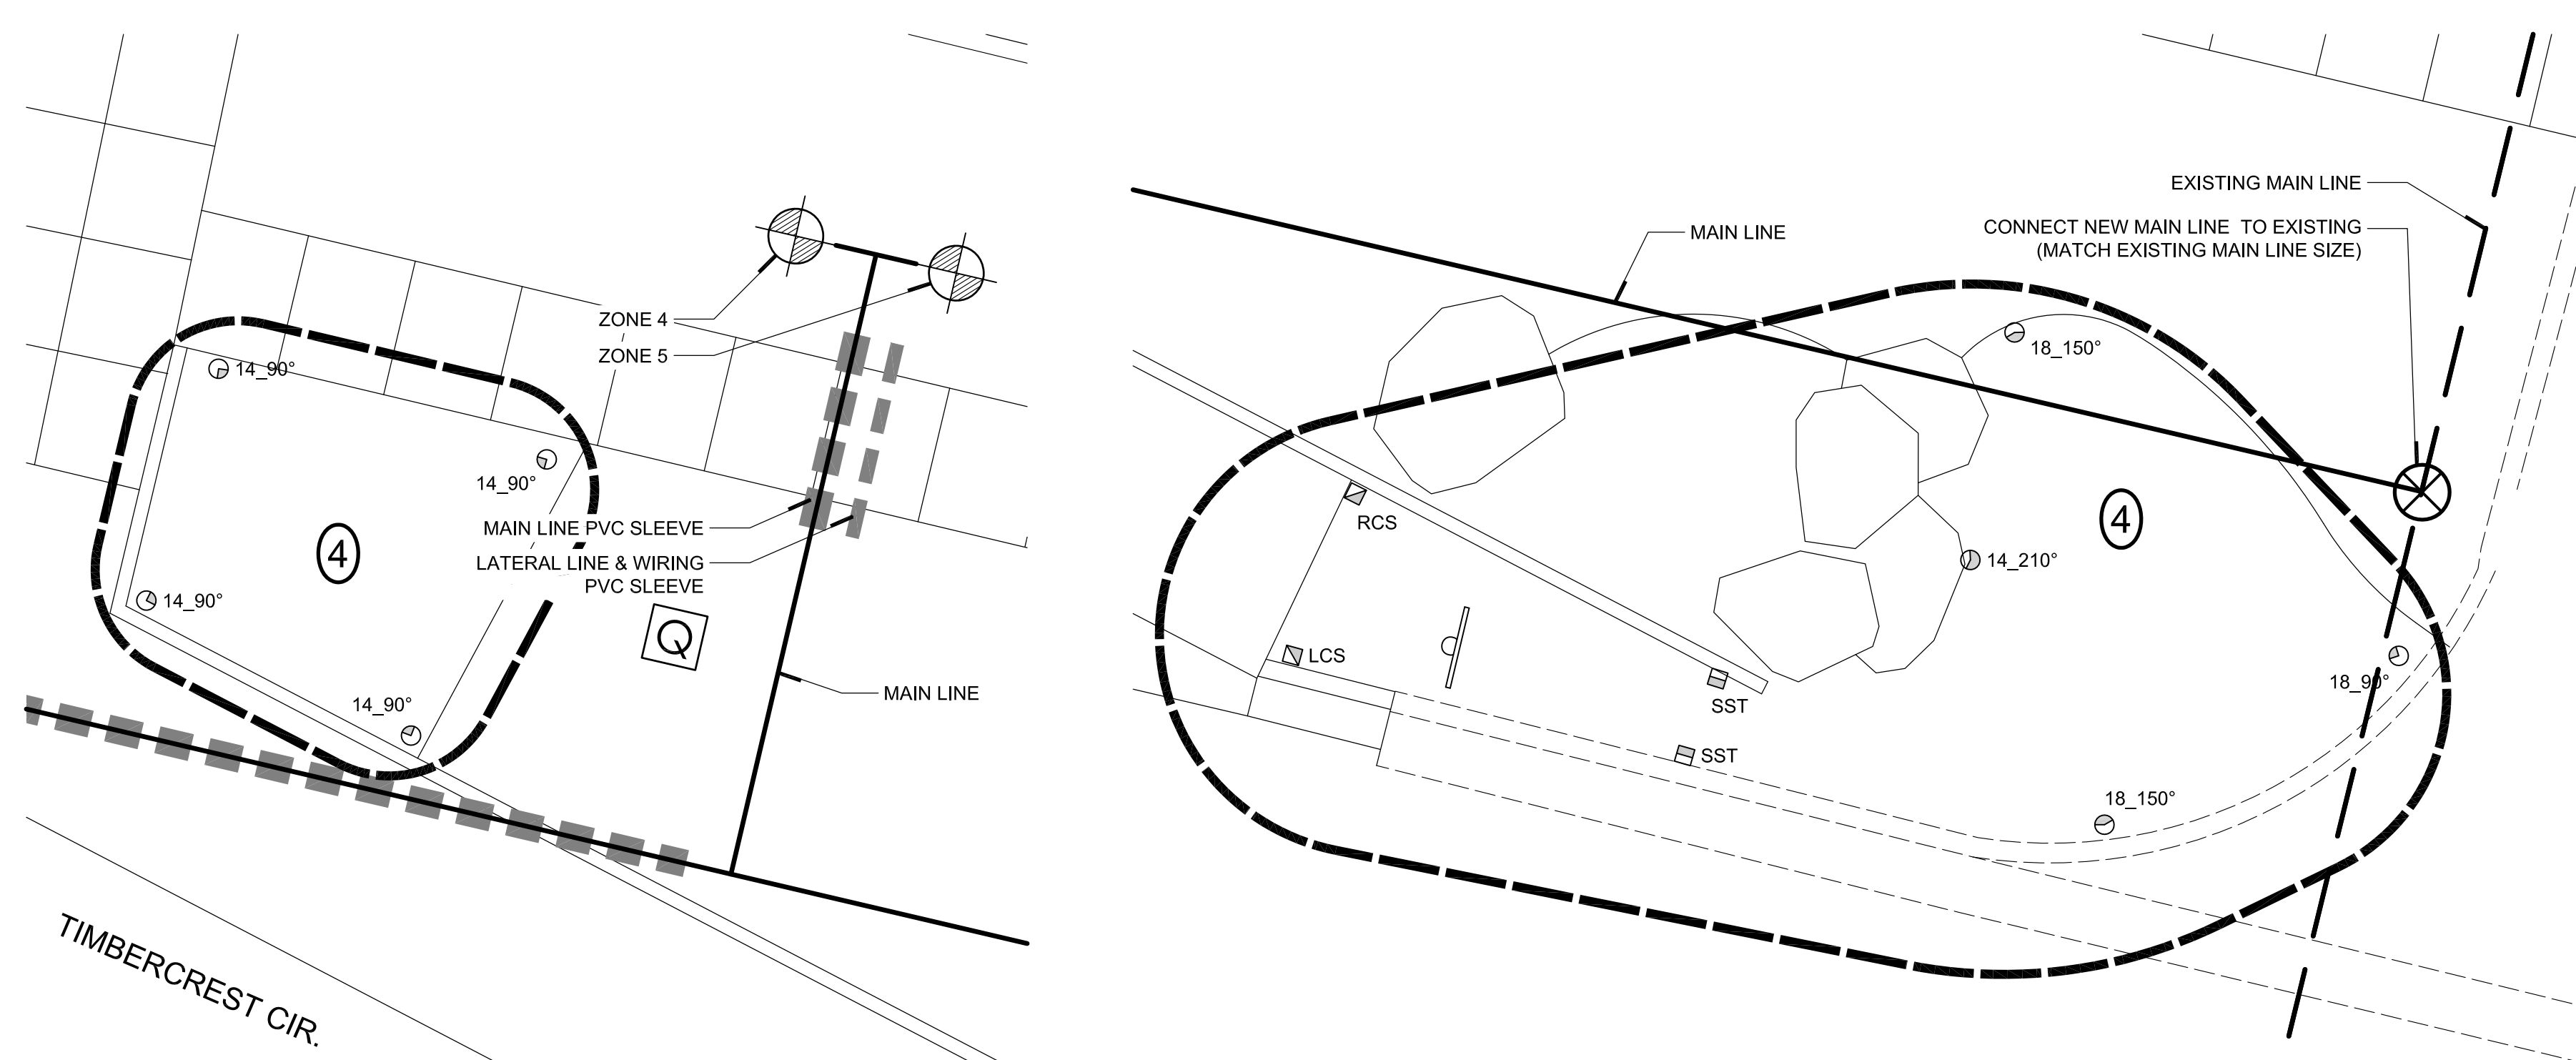 ZONE 4
ZONE 5
14_90°
14_90°
MAIN LINE PVC SLEEVE
LATERAL LINE & WIRING
PVC SLEEVE
4
14_90°
Q
14_90°
MAIN LINE
TIMBERCREST CIR.
EXISTING MAIN LINE
CONNECT NEW MAIN LINE  TO EXISTING
(MATCH EXISTING MAIN LINE SIZE)
MAIN LINE
18_150°
RCS
4
14_210°
LCS
18_90°
SST
SST
18_150°